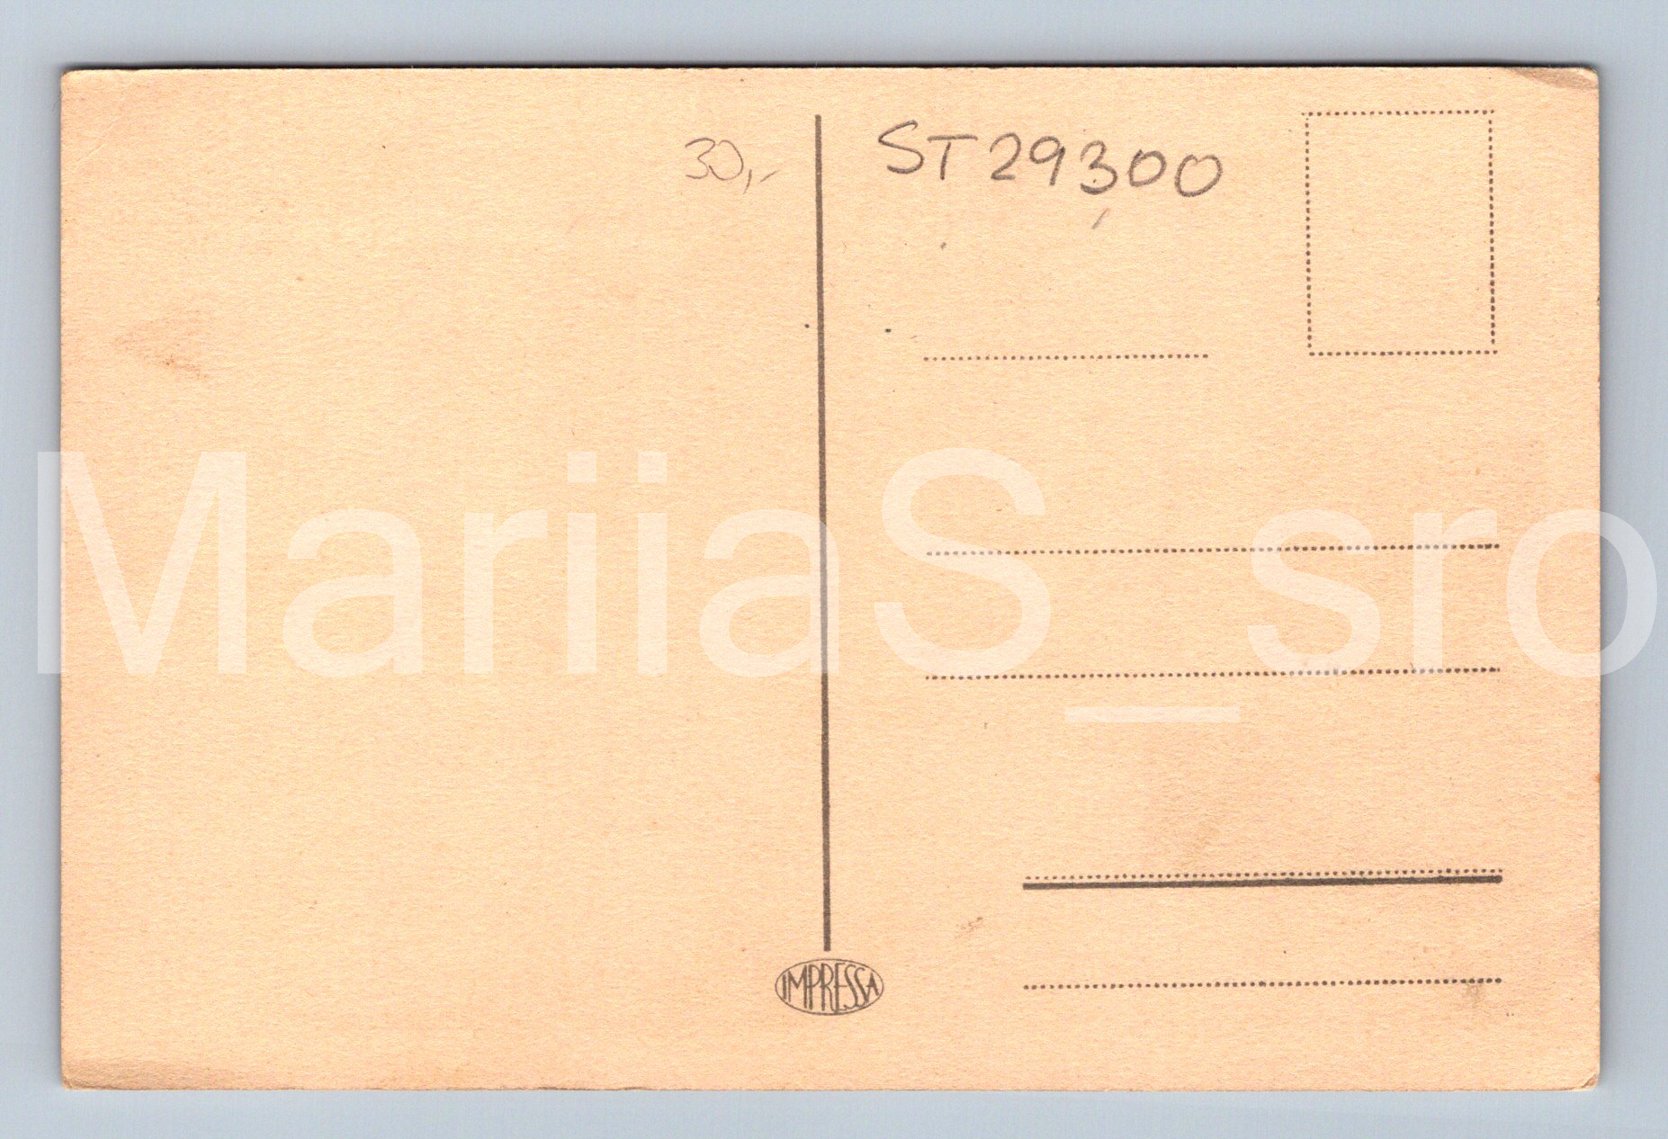 30,-
ST29300
MariiaS_sro
IMPRESSA